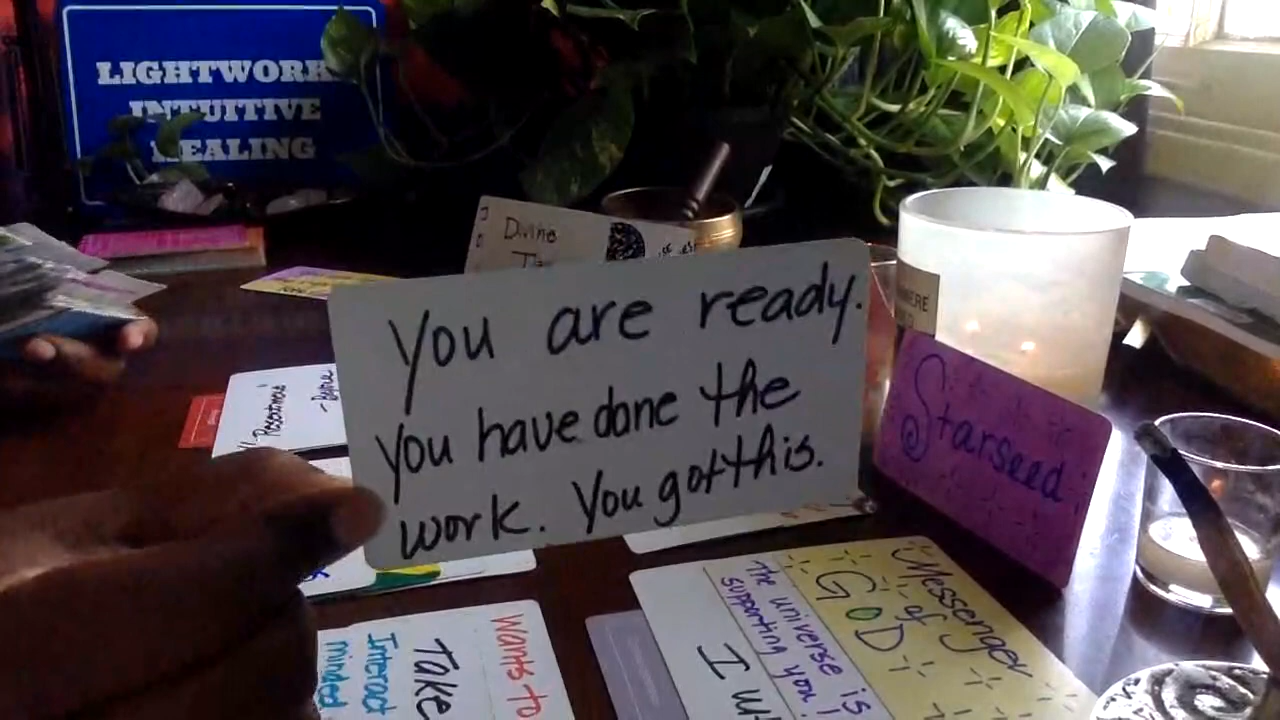 LIGHTWORK
INTUITIVE
HEALING
Divine
You are ready.
You have done the
work. You got this.
Starseed
Messenger
of
GOD
The universe is
supporting you!
I
Wants to
Take
Interact
minded